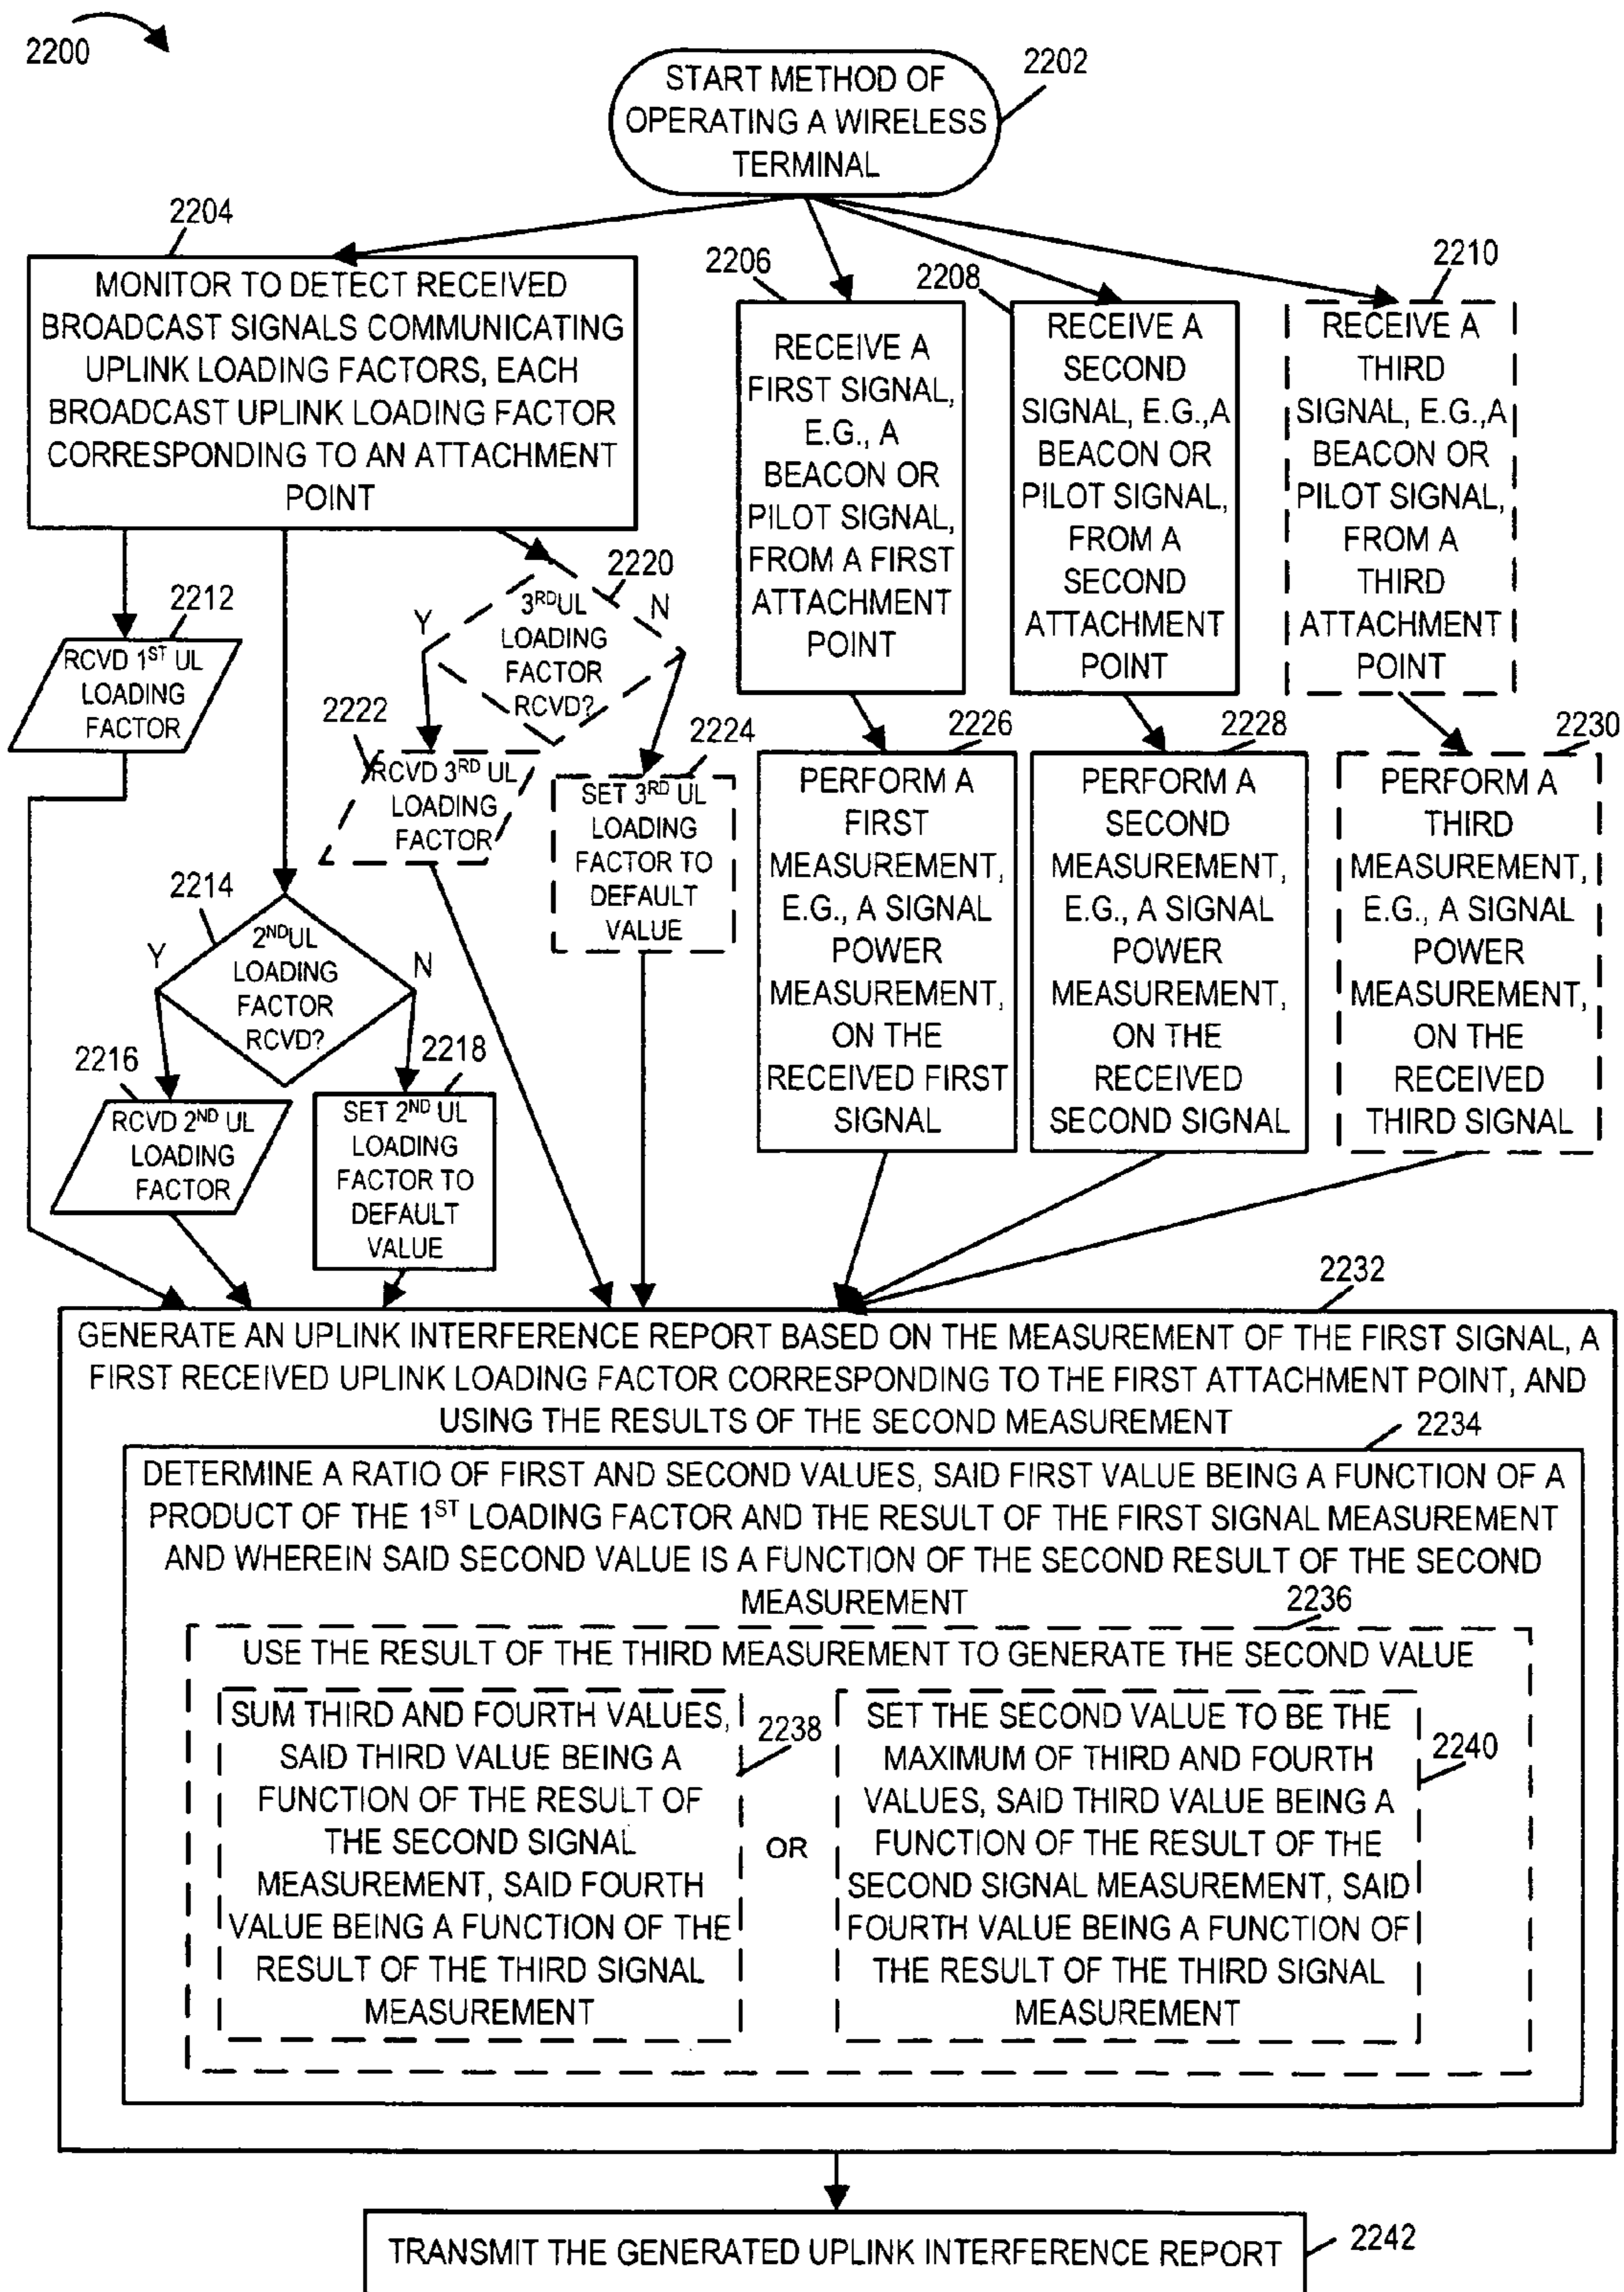 2200
START METHOD OF
OPERATING A WIRELESS
TERMINAL
2202
2204
MONITOR TO DETECT RECEIVED
BROADCAST SIGNALS COMMUNICATING
UPLINK LOADING FACTORS, EACH
BROADCAST UPLINK LOADING FACTOR
CORRESPONDING TO AN ATTACHMENT
POINT
2206
RECEIVE A
FIRST SIGNAL,
E.G., A
BEACON OR
PILOT SIGNAL,
FROM A FIRST
ATTACHMENT
POINT
2208
RECEIVE A
SECOND
SIGNAL, E.G.,A
BEACON OR
PILOT SIGNAL,
FROM A
SECOND
ATTACHMENT
POINT
2210
RECEIVE A
THIRD
SIGNAL, E.G.,A
BEACON OR
PILOT SIGNAL,
FROM A
THIRD
ATTACHMENT
POINT
2212
RCVD 1ST UL
LOADING
FACTOR
2220
Y
3RD UL
LOADING
FACTOR
RCVD?
N
2222
RCVD 3RD UL
LOADING
FACTOR
2224
SET 3RD UL
LOADING
FACTOR TO
DEFAULT
VALUE
2214
Y
2ND UL
LOADING
FACTOR
RCVD?
N
2216
RCVD 2ND UL
LOADING
FACTOR
2218
SET 2ND UL
LOADING
FACTOR TO
DEFAULT
VALUE
2226
PERFORM A
FIRST
MEASUREMENT,
E.G., A SIGNAL
POWER
MEASUREMENT,
ON THE
RECEIVED FIRST
SIGNAL
2228
PERFORM A
SECOND
MEASUREMENT,
E.G., A SIGNAL
POWER
MEASUREMENT,
ON THE
RECEIVED
SECOND SIGNAL
2230
PERFORM A
THIRD
MEASUREMENT,
E.G., A SIGNAL
POWER
MEASUREMENT,
ON THE
RECEIVED
THIRD SIGNAL
2232
GENERATE AN UPLINK INTERFERENCE REPORT BASED ON THE MEASUREMENT OF THE FIRST SIGNAL, A
FIRST RECEIVED UPLINK LOADING FACTOR CORRESPONDING TO THE FIRST ATTACHMENT POINT, AND
USING THE RESULTS OF THE SECOND MEASUREMENT
2234
DETERMINE A RATIO OF FIRST AND SECOND VALUES, SAID FIRST VALUE BEING A FUNCTION OF A
PRODUCT OF THE 1ST LOADING FACTOR AND THE RESULT OF THE FIRST SIGNAL MEASUREMENT
AND WHEREIN SAID SECOND VALUE IS A FUNCTION OF THE SECOND RESULT OF THE SECOND
MEASUREMENT
2236
USE THE RESULT OF THE THIRD MEASUREMENT TO GENERATE THE SECOND VALUE
SUM THIRD AND FOURTH VALUES,
SAID THIRD VALUE BEING A
FUNCTION OF THE RESULT OF
THE SECOND SIGNAL
MEASUREMENT, SAID FOURTH
VALUE BEING A FUNCTION OF THE
RESULT OF THE THIRD SIGNAL
MEASUREMENT
2238
OR
SET THE SECOND VALUE TO BE THE
MAXIMUM OF THIRD AND FOURTH
VALUES, SAID THIRD VALUE BEING A
FUNCTION OF THE RESULT OF THE
SECOND SIGNAL MEASUREMENT, SAID
FOURTH VALUE BEING A FUNCTION OF
THE RESULT OF THE THIRD SIGNAL
MEASUREMENT
2240
TRANSMIT THE GENERATED UPLINK INTERFERENCE REPORT
2242